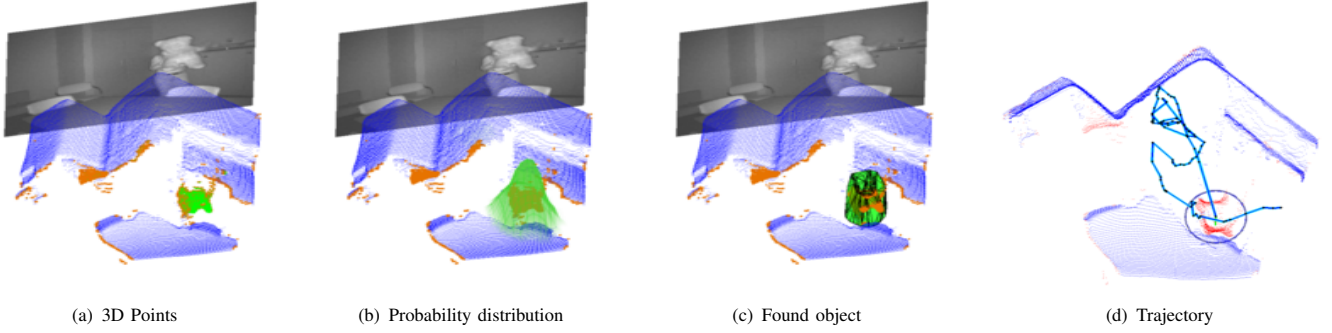 (a) 3D Points
(b) Probability distribution
(c) Found object
(d) Trajectory